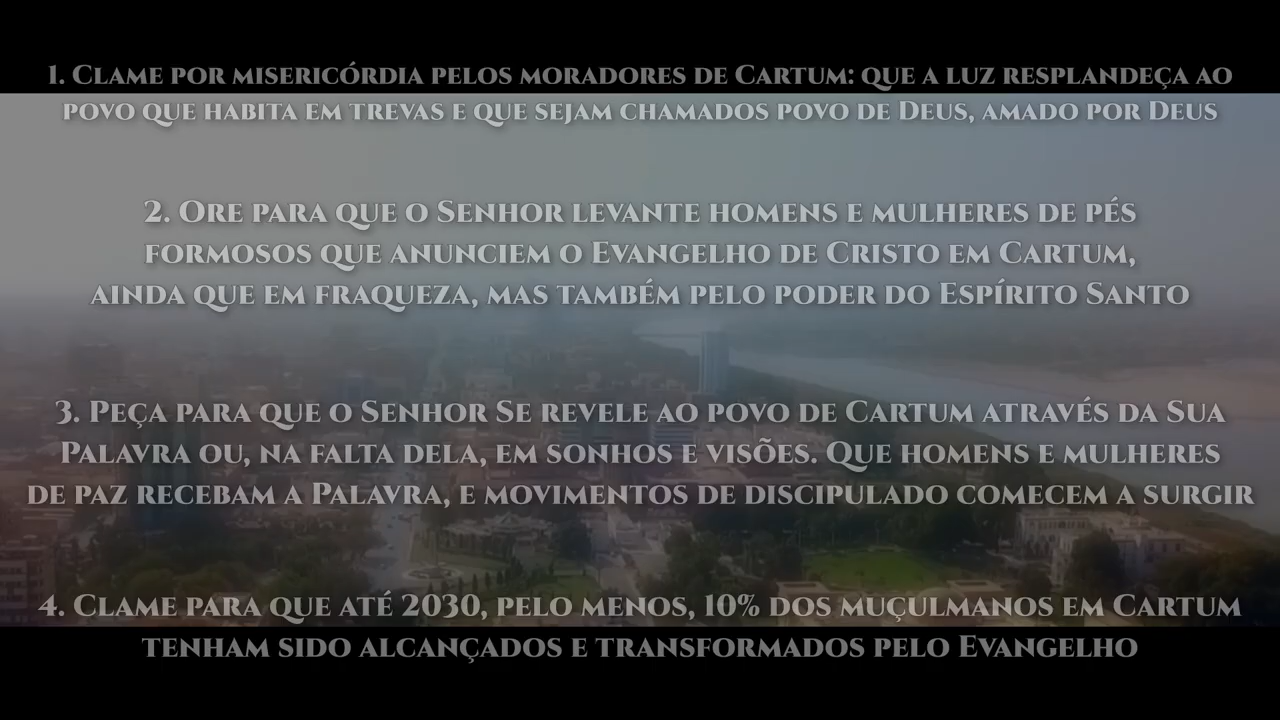 1. Clame por misericórdia pelos moradores de Cartum: que a luz resplandeça ao
povo que habita em trevas e que sejam chamados povo de Deus, amado por Deus
2. Ore para que o Senhor levante homens e mulheres de pés
formosos que anunciem o Evangelho de Cristo em Cartum,
ainda que em fraqueza, mas também pelo poder do Espírito Santo
3. Peça para que o Senhor Se revele ao povo de Cartum através da Sua
Palavra ou, na falta dela, em sonhos e visões. Que homens e mulheres
de paz recebam a Palavra, e movimentos de discipulado comecem a surgir
4. Clame para que até 2030, pelo menos, 10% dos muçulmanos em Cartum
tenham sido alcançados e transformados pelo Evangelho